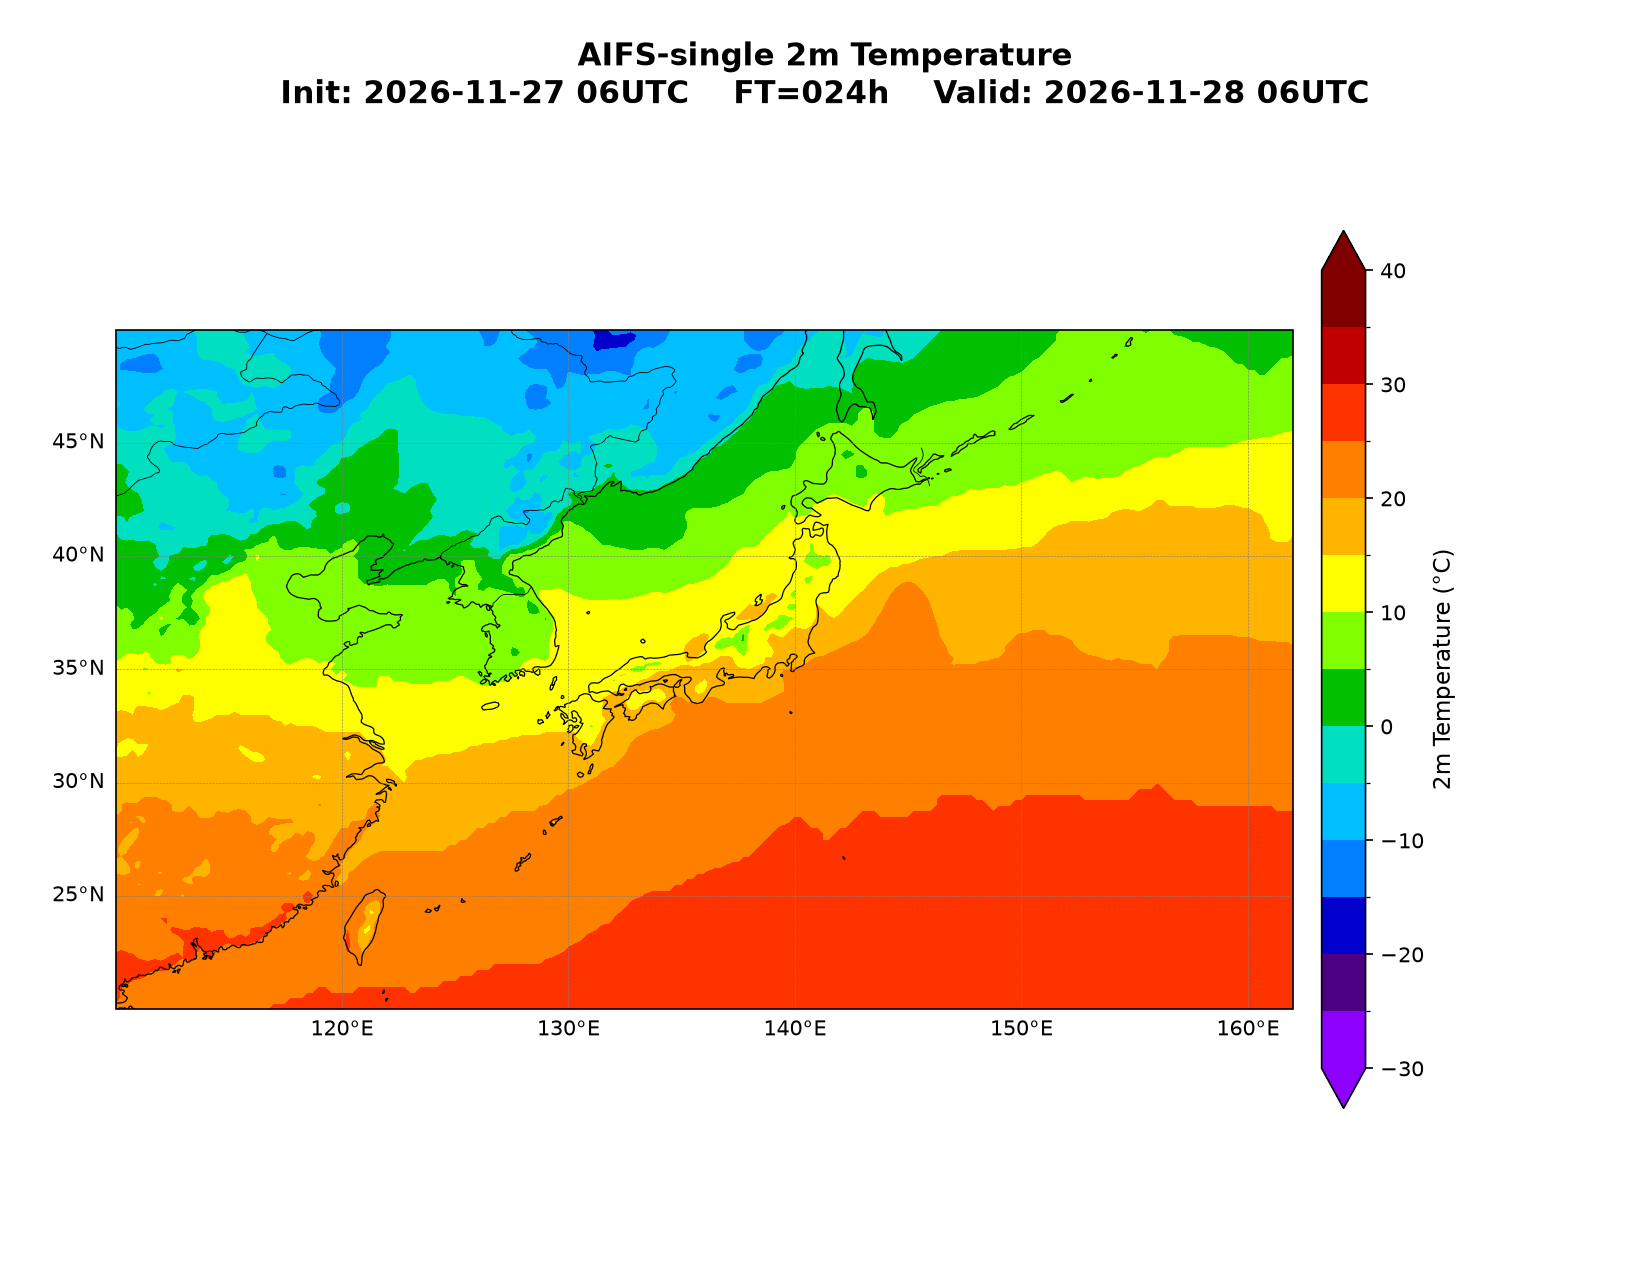 AIFS-single 2m Temperature
Init: 2026-11-27 06UTC    FT=024h    Valid: 2026-11-28 06UTC
45°N
40°N
35°N
30°N
25°N
120°E
130°E
140°E
150°E
160°E
40
30
20
10
0
−10
−20
−30
2m Temperature (°C)